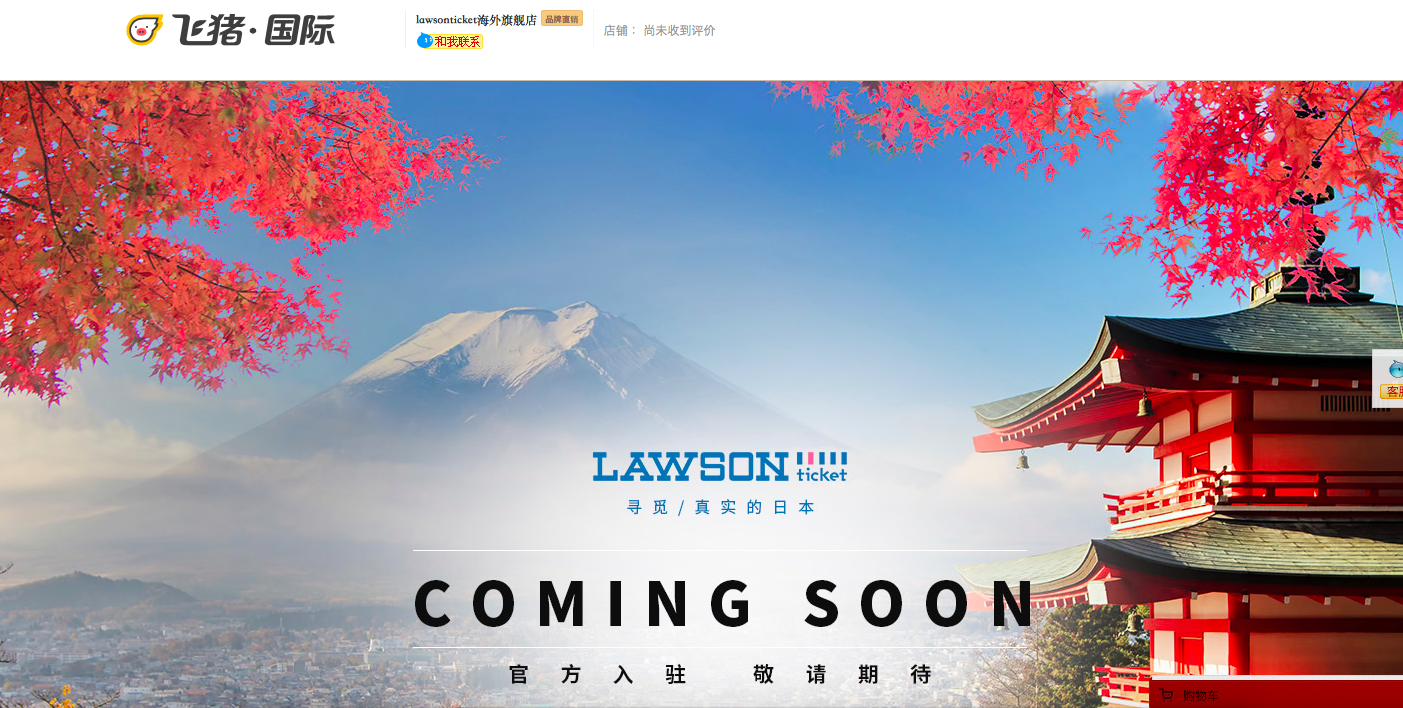 飞猪·国际
lawsonticket海外旗舰店 品牌直销
和我联系
店铺： 尚未收到评价
LAWSON ticket
寻觅/真实的日本
COMING SOON
官方入驻 敬请期待
购物车